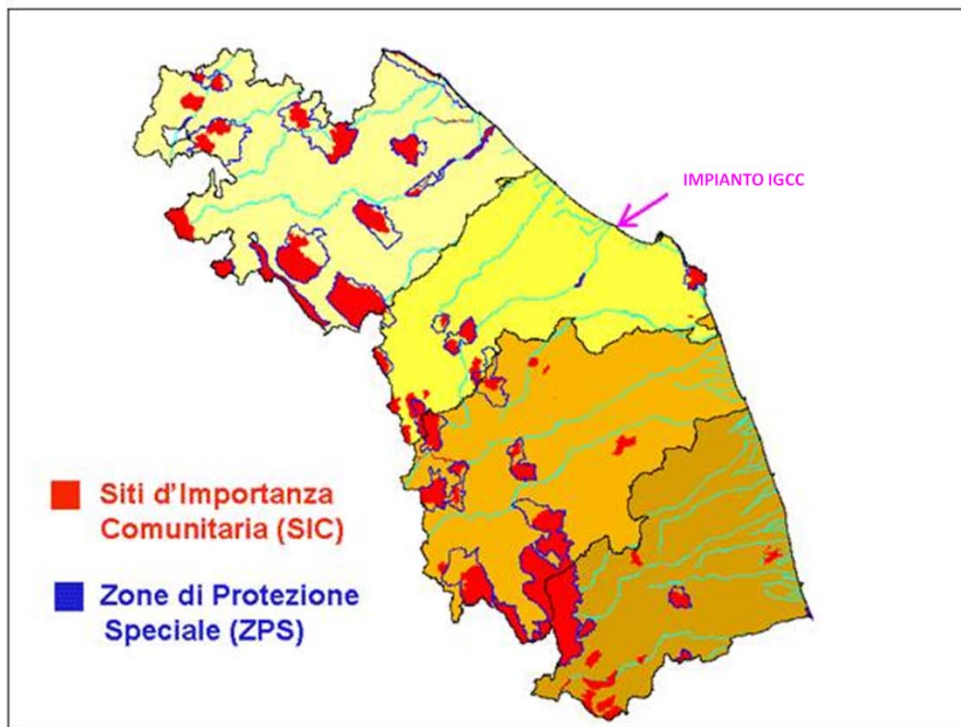 IMPIANTO IGCC
Siti d'Importanza
Comunitaria (SIC)
Zone di Protezione
Speciale (ZPS)